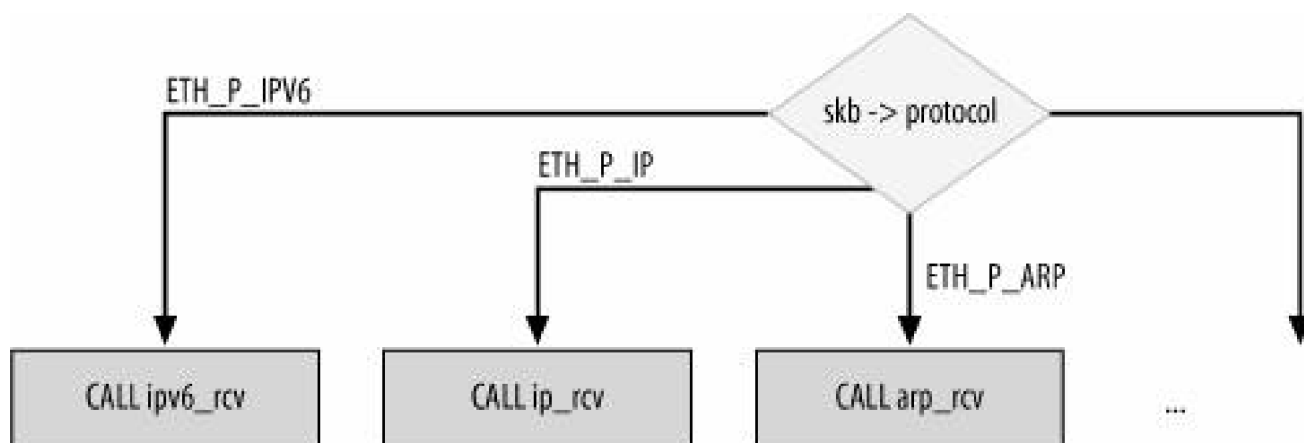 ETH_P_IPV6
skb -> protocol
ETH_P_IP
ETH_P_ARP
CALL ipv6_rcv
CALL ip_rcv
CALL arp_rcv
...